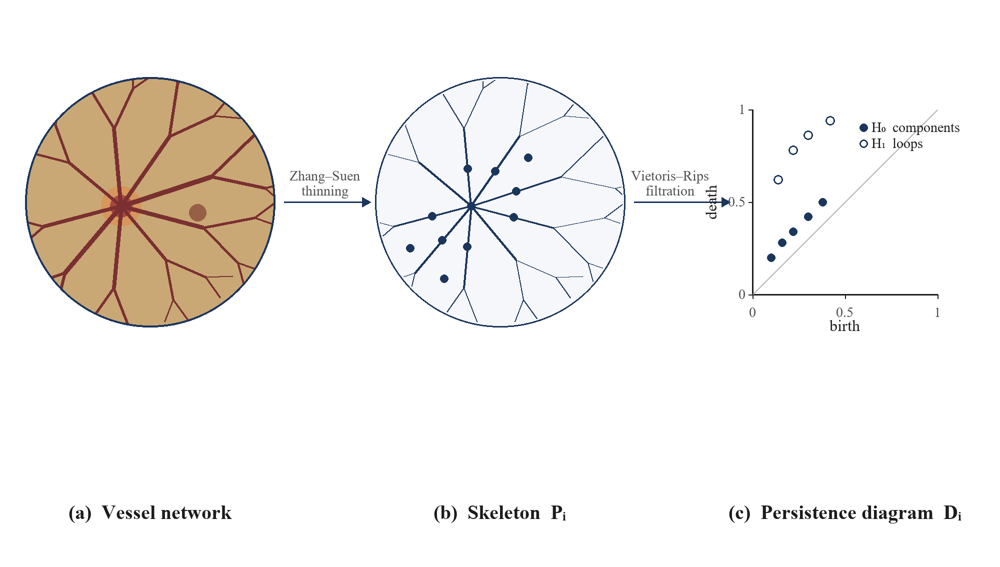 Zhang–Suen
thinning
Vietoris–Rips
filtration
death
1
0.5
0
0
0.5
1
birth
H₀ components
H₁ loops
(a) Vessel network
(b) Skeleton Pᵢ
(c) Persistence diagram Dᵢ